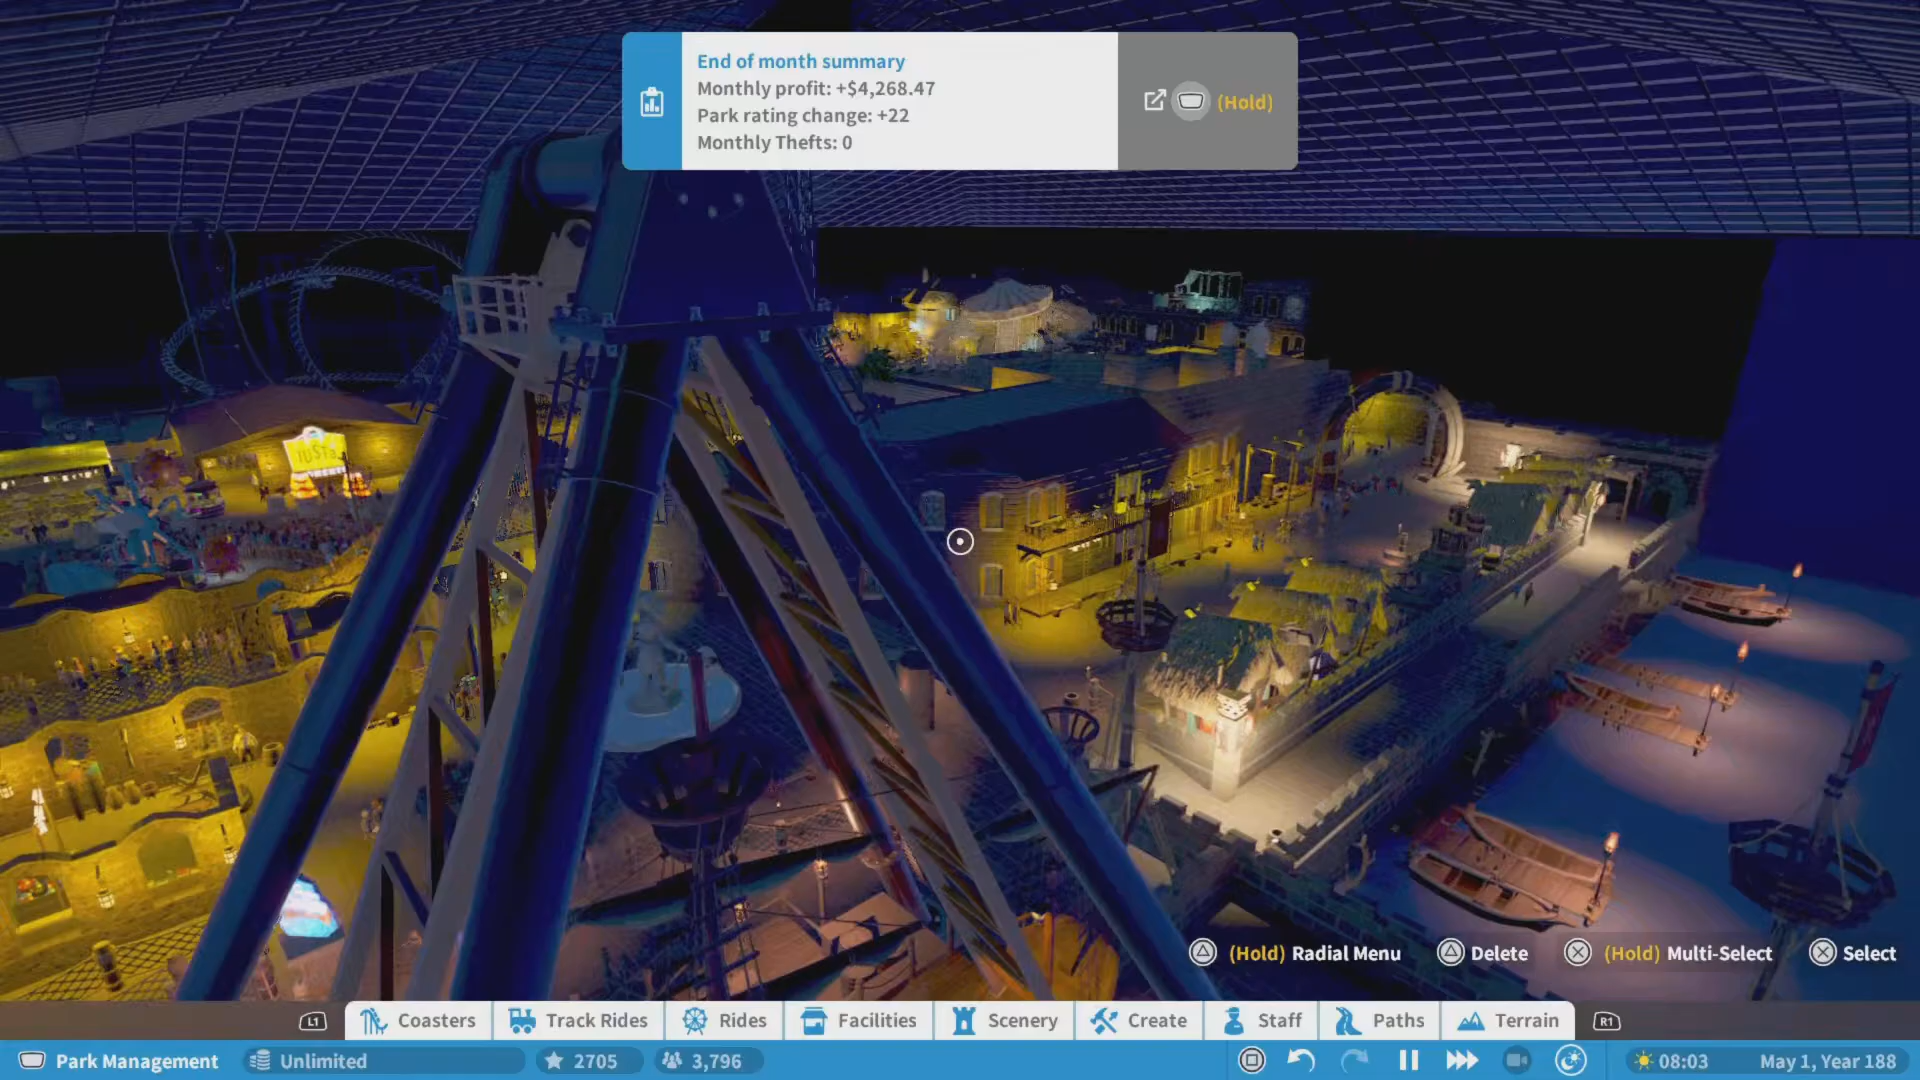 End of month summary
Monthly profit: +$4,268.47
Park rating change: +22
Monthly Thefts: 0
(Hold)
(Hold) Radial Menu
Delete
(Hold) Multi-Select
Select
L1
Coasters
Track Rides
Rides
Facilities
Scenery
Create
Staff
Paths
Terrain
R1
Park Management
Unlimited
2705
3,796
08:03
May 1, Year 188